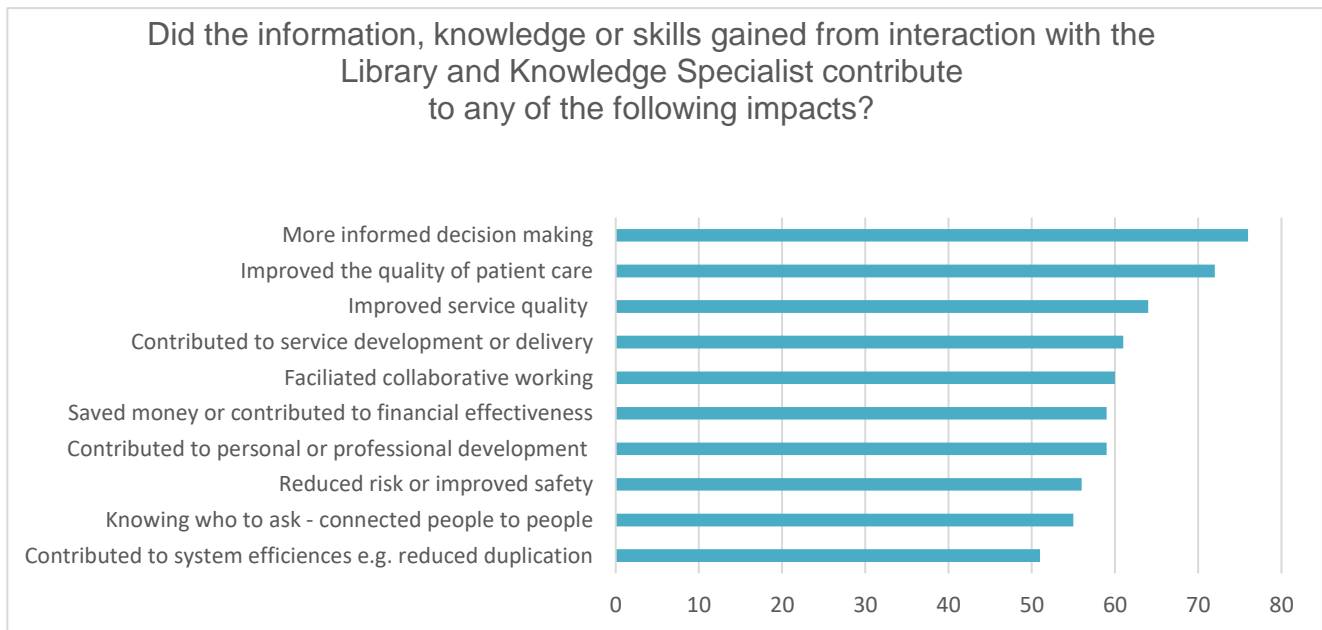 Did the information, knowledge or skills gained from interaction with the
Library and Knowledge Specialist contribute
to any of the following impacts?
More informed decision making
Improved the quality of patient care
Improved service quality
Contributed to service development or delivery
Faciliated collaborative working
Saved money or contributed to financial effectiveness
Contributed to personal or professional development
Reduced risk or improved safety
Knowing who to ask - connected people to people
Contributed to system efficiences e.g. reduced duplication
0 10 20 30 40 50 60 70 80